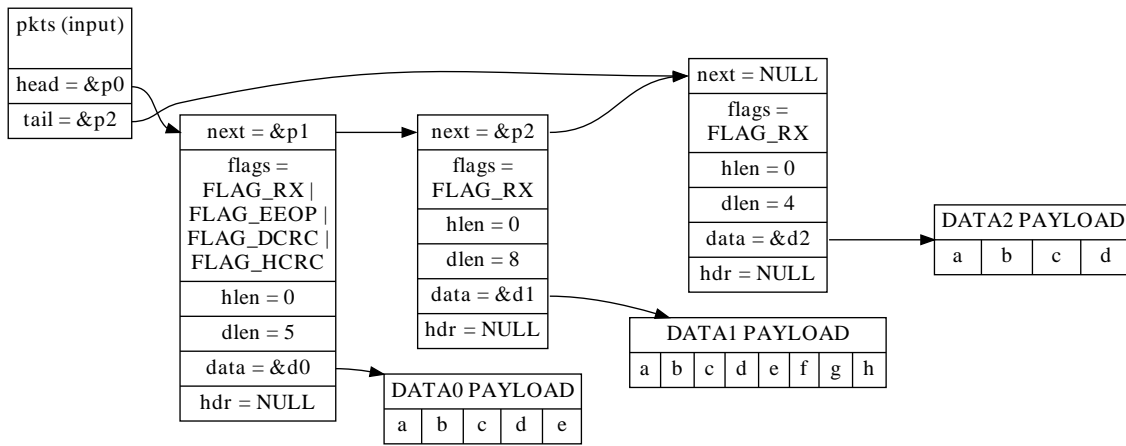 pkts (input)
head = &p0
tail = &p2
next = &p1
flags =
FLAG_RX |
FLAG_EEOP |
FLAG_DCRC |
FLAG_HCRC
hlen = 0
dlen = 5
data = &d0
hdr = NULL
next = &p2
flags =
FLAG_RX
hlen = 0
dlen = 8
data = &d1
hdr = NULL
next = NULL
flags =
FLAG_RX
hlen = 0
dlen = 4
data = &d2
hdr = NULL
DATA0 PAYLOAD
a b c d e
DATA1 PAYLOAD
a b c d e f g h
DATA2 PAYLOAD
a b c d